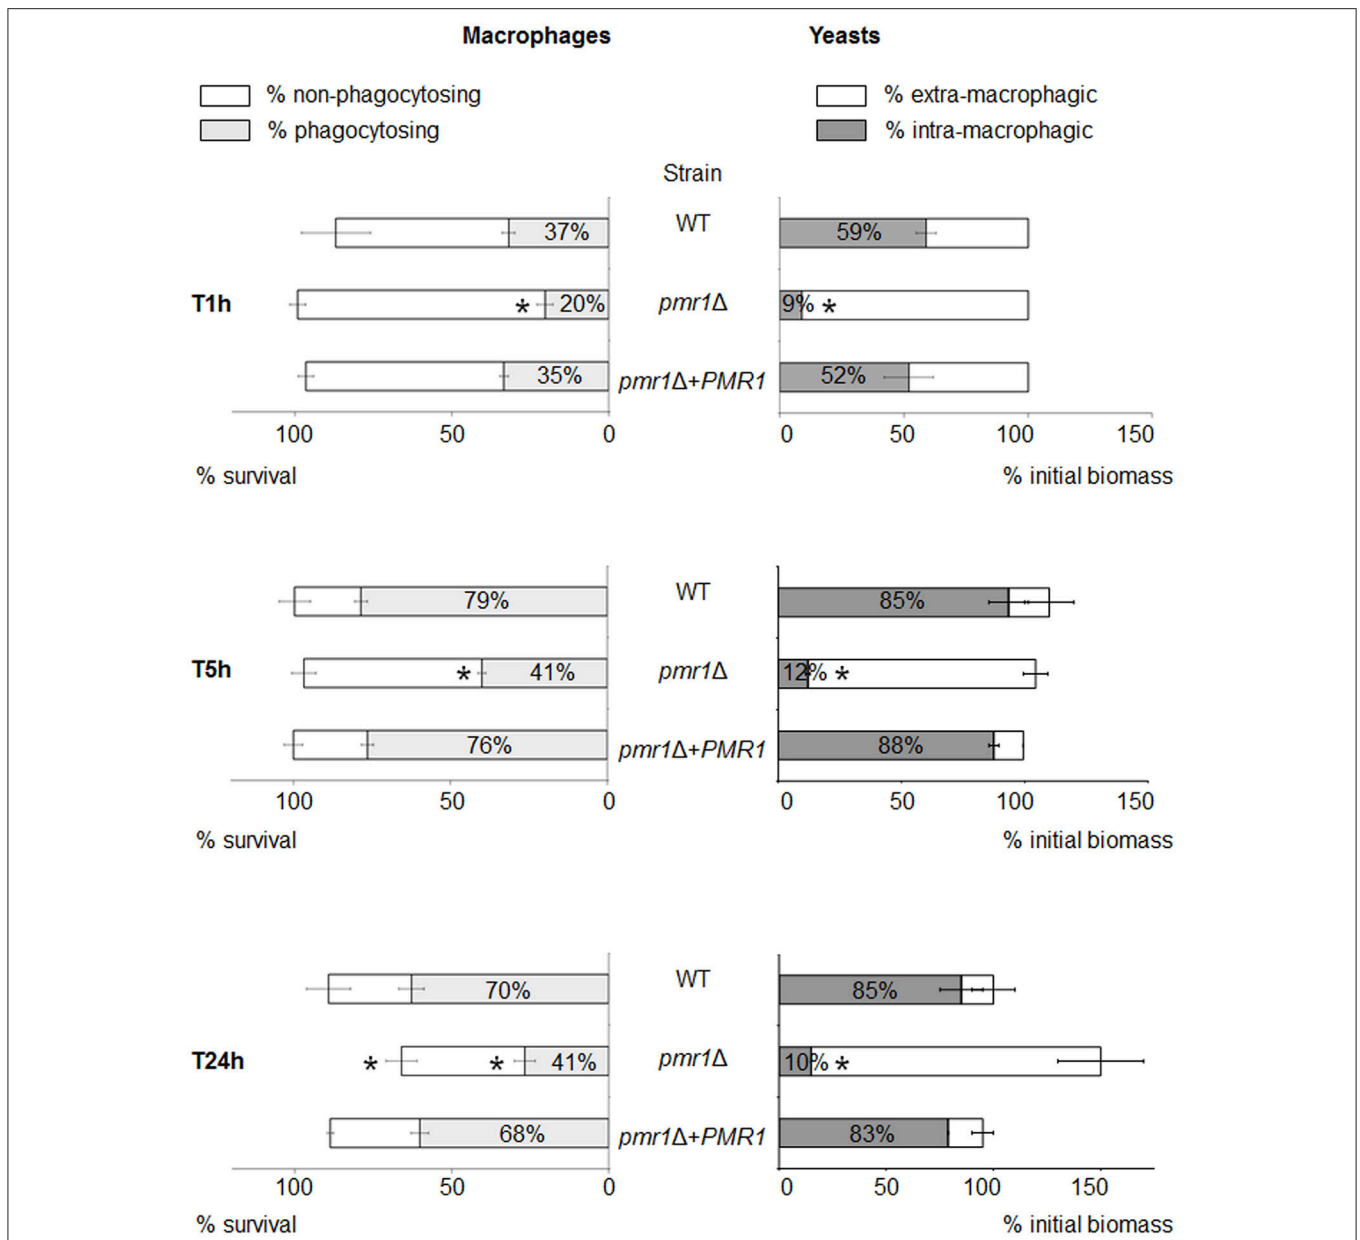 Macrophages Yeasts
% non-phagocytosing % extra-macrophagic
% phagocytosing % intra-macrophagic
Strain
37% WT 59%
T1h * 20% pmr1Δ 9% *
35% pmr1Δ+PMR1 52%
100 50 0 0 50 100 150
% survival % initial biomass
79% WT 85%
T5h * 41% pmr1Δ 12% *
76% pmr1Δ+PMR1 88%
100 50 0 0 50 100 150
% survival % initial biomass
70% WT 85%
T24h * * 41% pmr1Δ 10% *
68% pmr1Δ+PMR1 83%
100 50 0 0 50 100 150
% survival % initial biomass